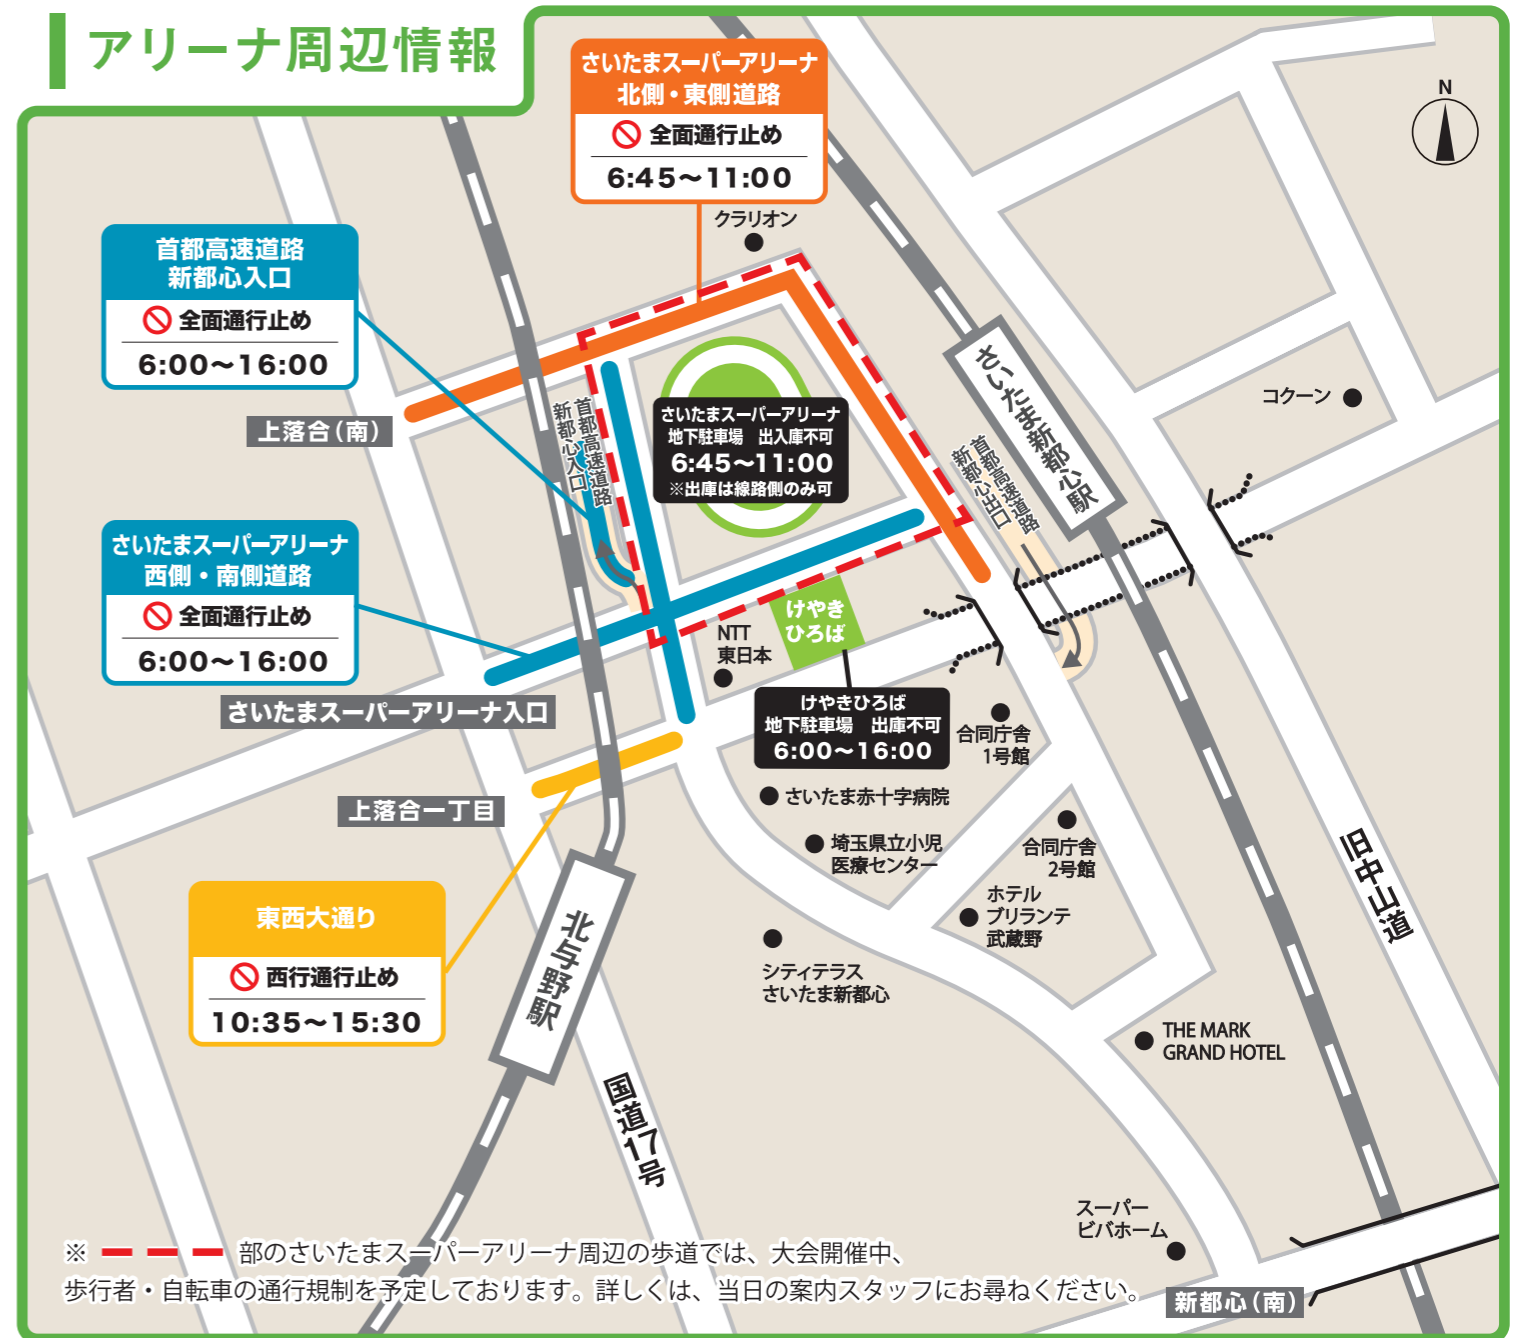 アリーナ周辺情報
さいたまスーパーアリーナ
北側・東側道路
全面通行止め
6:45〜11:00
N
クラリオン
首都高速道路
新都心入口
全面通行止め
6:00〜16:00
上落合(南)
首都高速道路
新都心入口
さいたまスーパーアリーナ
地下駐車場 出入庫不可
6:45〜11:00
※出庫は線路側のみ可
首都高速道路
新都心出口
さいたま新都心駅
コクーン
さいたまスーパーアリーナ
西側・南側道路
全面通行止め
6:00〜16:00
さいたまスーパーアリーナ入口
NTT
東日本
けやき
ひろば
けやきひろば
地下駐車場 出庫不可
6:00〜16:00
合同庁舎
1号館
上落合一丁目
さいたま赤十字病院
埼玉県立小児
医療センター
合同庁舎
2号館
ホテル
ブリランテ
武蔵野
旧中山道
東西大通り
西行通行止め
10:35〜15:30
北与野駅
シティテラス
さいたま新都心
THE MARK
GRAND HOTEL
国道17号
スーパー
ビバホーム
※ 部のさいたまスーパーアリーナ周辺の歩道では、大会開催中、
歩行者・自転車の通行規制を予定しております。詳しくは、当日の案内スタッフにお尋ねください。
新都心(南)